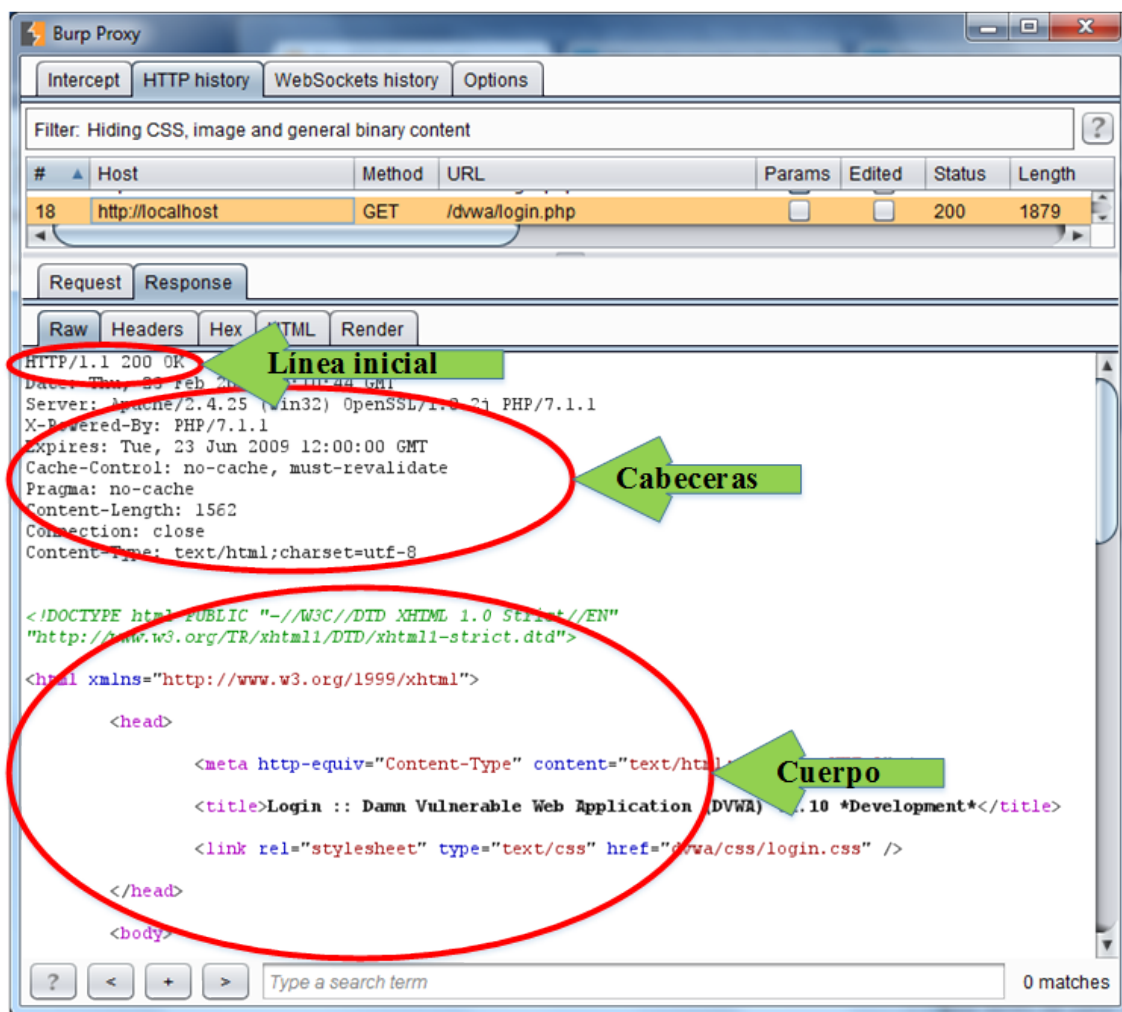 Burp Proxy
Intercept HTTP history WebSockets history Options
Filter: Hiding CSS, image and general binary content ?
# Host Method URL Params Edited Status Length
18 http://localhost GET /dvwa/login.php 200 1879
Request Response
Raw Headers Hex HTML Render
HTTP/1.1 200 OK
Línea inicial
Date: Thu, 23 Feb :44 GMT
Server: Apache/2.4.25 (Win32) OpenSSL/1.0.2j PHP/7.1.1
X-Powered-By: PHP/7.1.1
Expires: Tue, 23 Jun 2009 12:00:00 GMT
Cache-Control: no-cache, must-revalidate
Cabeceras
Pragma: no-cache
Content-Length: 1562
Connection: close
Content-Type: text/html;charset=utf-8
<!DOCTYPE html PUBLIC "-//W3C//DTD XHTML 1.0 Strict//EN"
"http://www.w3.org/TR/xhtml1/DTD/xhtml1-strict.dtd">
<html xmlns="http://www.w3.org/1999/xhtml">
<head>
<meta http-equiv="Content-Type" content="text/html;
Cuerpo
<title>Login :: Damn Vulnerable Web Application (DVWA) .10 *Development*</title>
<link rel="stylesheet" type="text/css" href="dvwa/css/login.css" />
</head>
<body>
? < + > Type a search term 0 matches